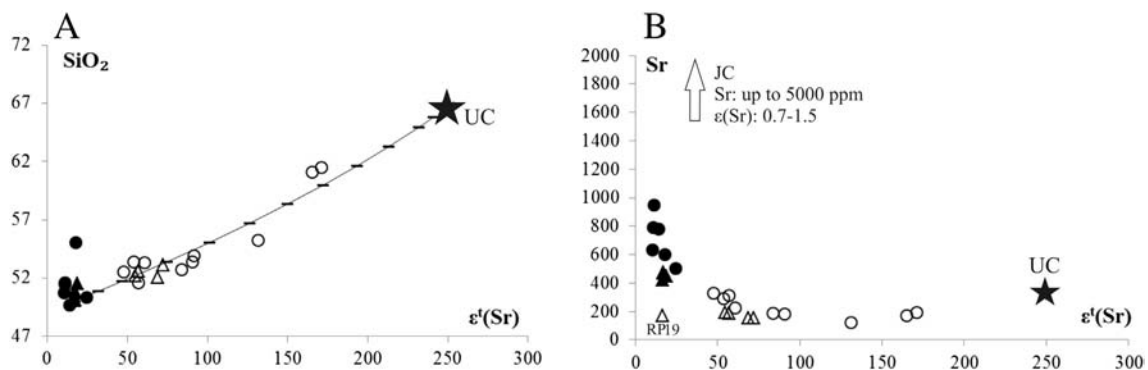 A
72
SiO₂
67
UC
62
57
52
47
0 50 100 150 200 250 300
εᵗ(Sr)
B
2000
Sr
1800
1600
1400
1200
1000
800
600
400
200
0
JC
Sr: up to 5000 ppm
ε(Sr): 0.7-1.5
UC
RP19
εᵗ(Sr)
0 50 100 150 200 250 300